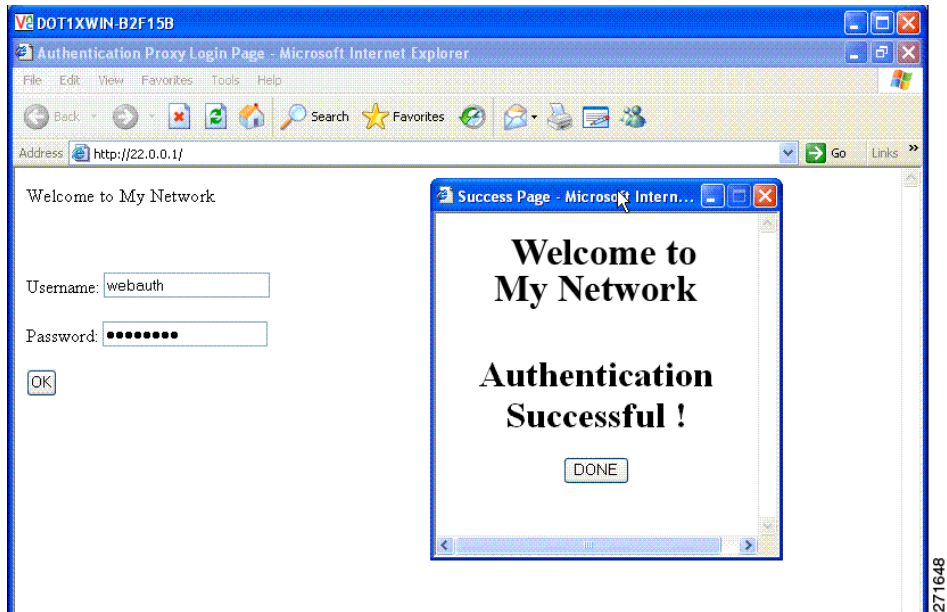 DOT1XWIN-B2F15B
Authentication Proxy Login Page - Microsoft Internet Explorer
File Edit View Favorites Tools Help
Back Search Favorites
Address http://22.0.0.1/ Go Links »
Welcome to My Network
Username: webauth
Password: ●●●●●●●●
OK
Success Page - Microsoft Intern...
Welcome to
My Network
Authentication
Successful !
DONE
271648